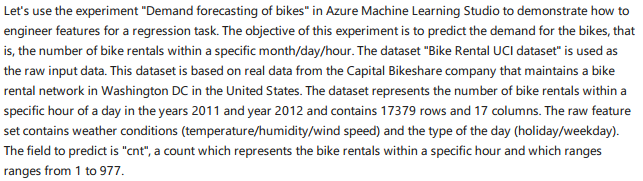 Let's use the experiment "Demand forecasting of bikes" in Azure Machine Learning Studio to demonstrate how to
engineer features for a regression task. The objective of this experiment is to predict the demand for the bikes, that
is, the number of bike rentals within a specific month/day/hour. The dataset "Bike Rental UCI dataset" is used as
the raw input data. This dataset is based on real data from the Capital Bikeshare company that maintains a bike
rental network in Washington DC in the United States. The dataset represents the number of bike rentals within a
specific hour of a day in the years 2011 and year 2012 and contains 17379 rows and 17 columns. The raw feature
set contains weather conditions (temperature/humidity/wind speed) and the type of the day (holiday/weekday).
The field to predict is "cnt", a count which represents the bike rentals within a specific hour and which ranges
ranges from 1 to 977.